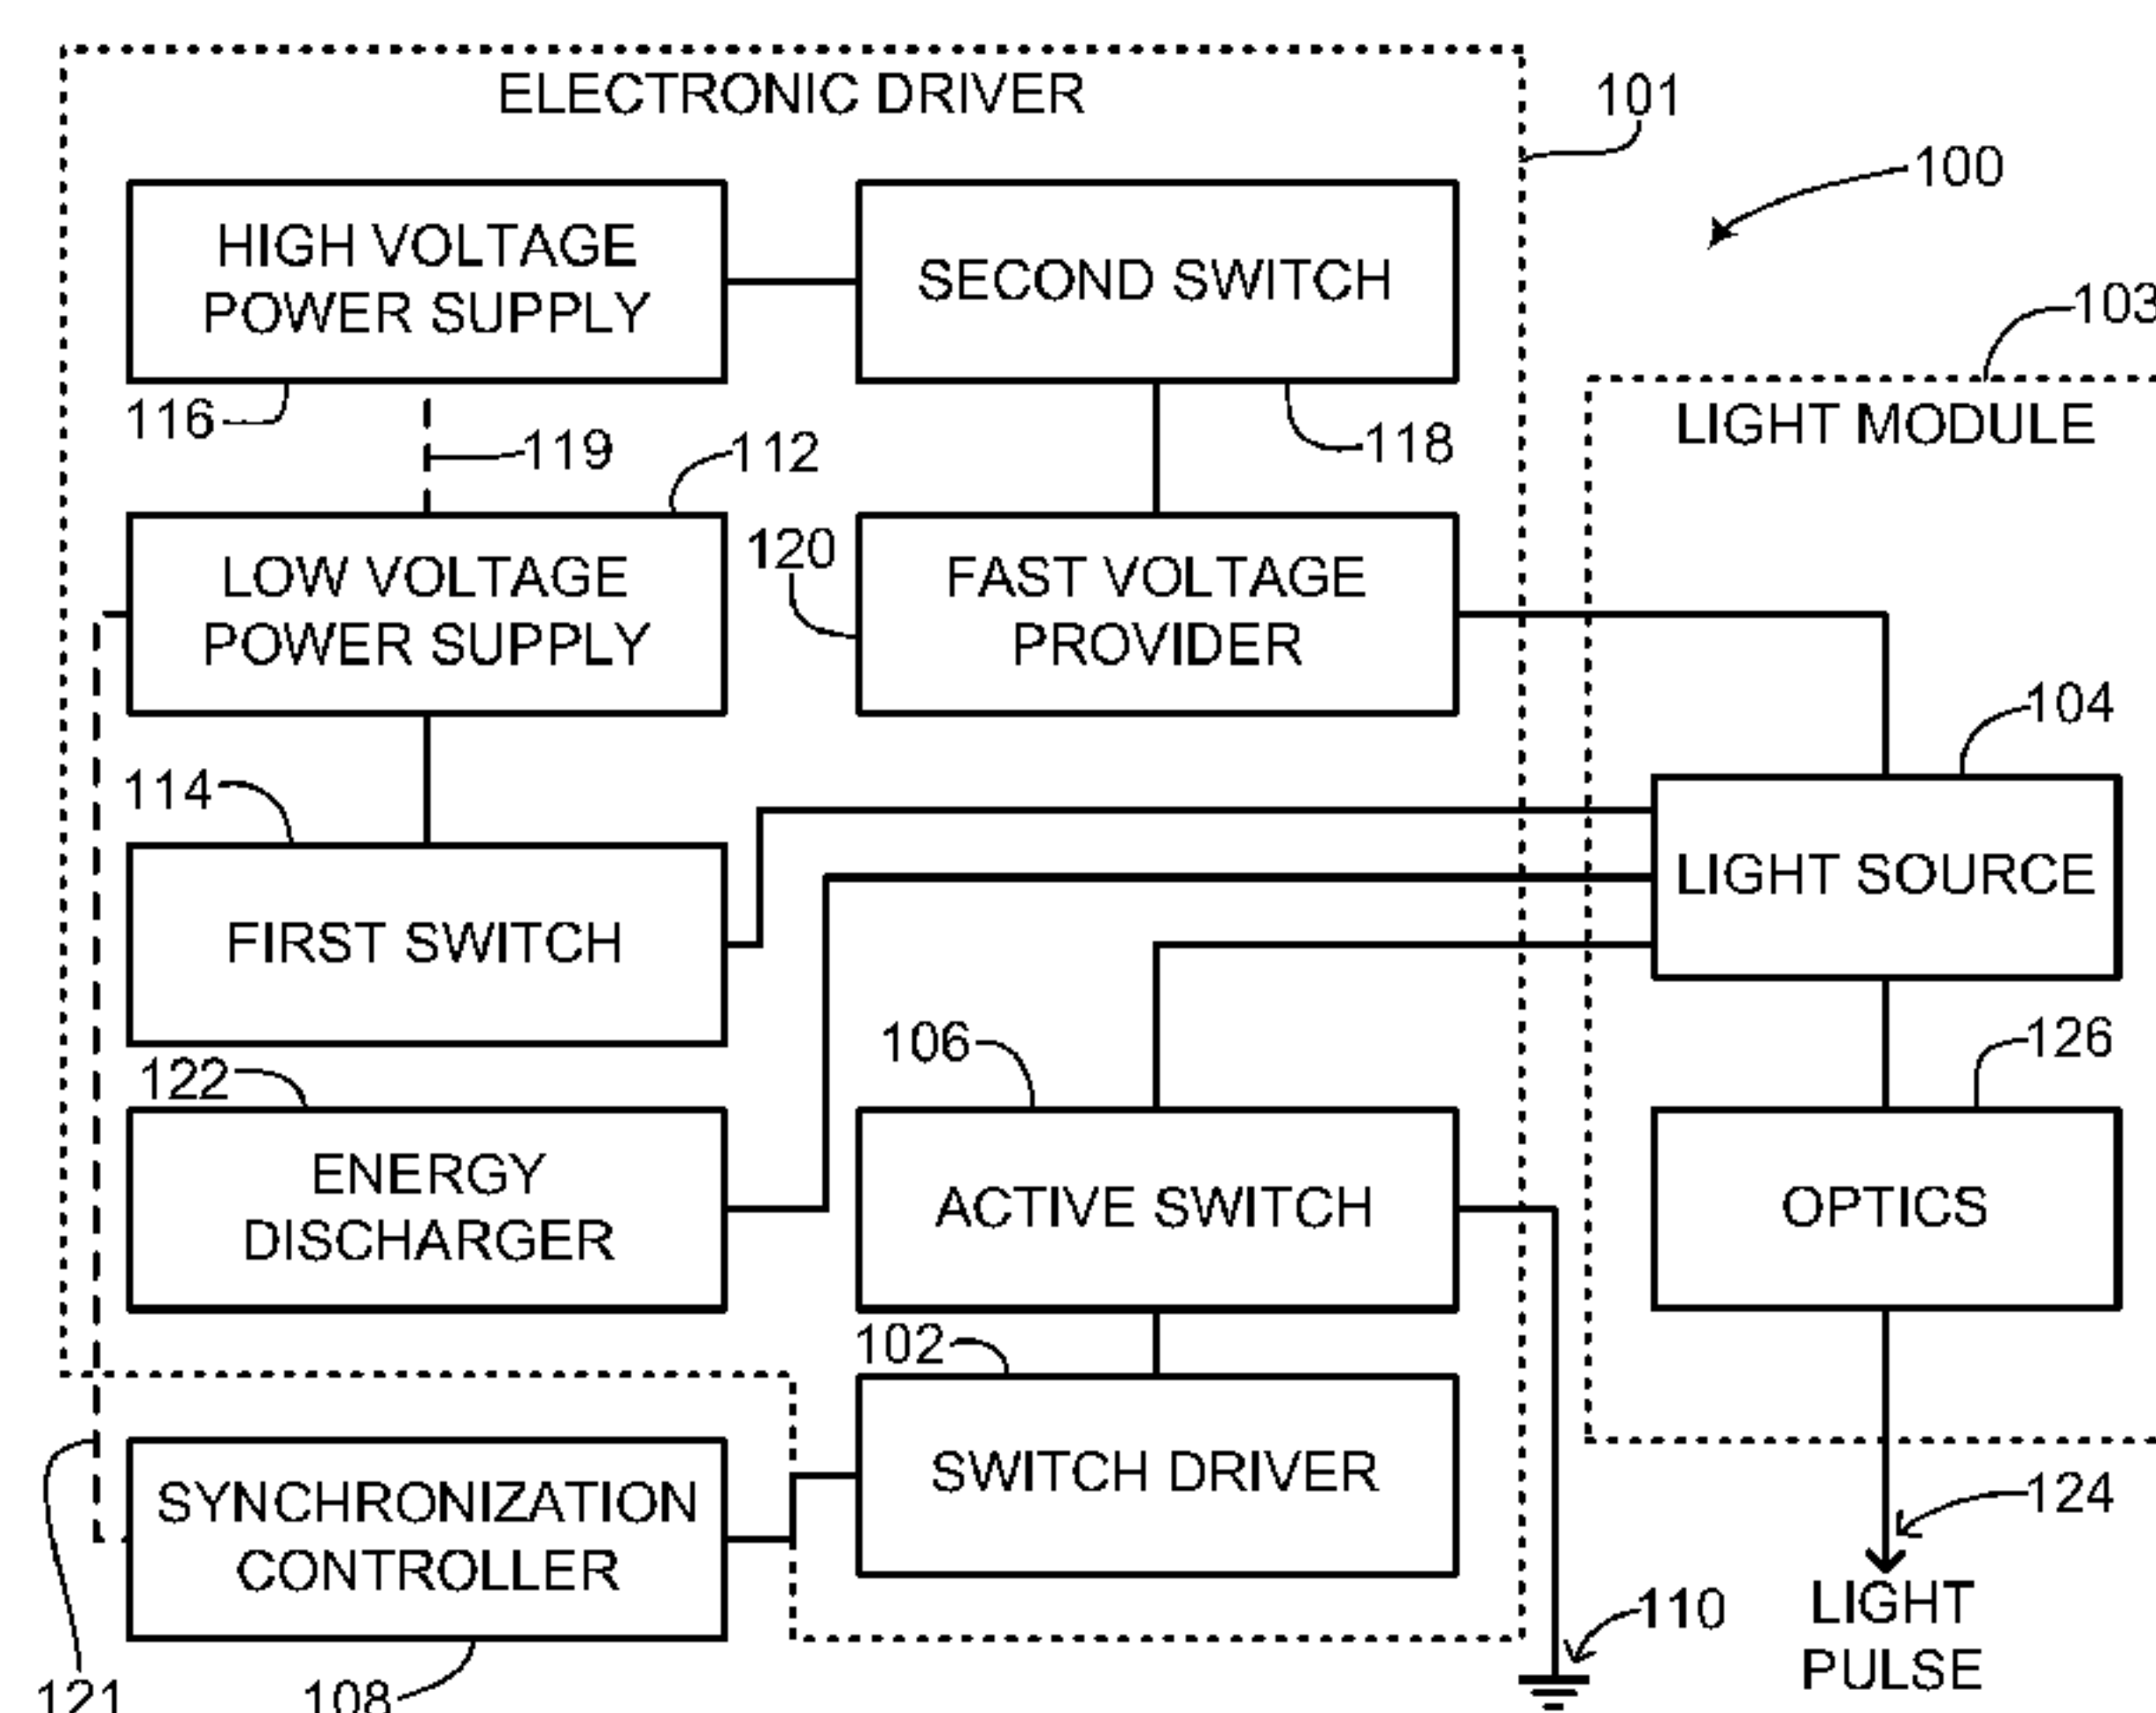 ELECTRONIC DRIVER
101
100
HIGH VOLTAGE
POWER SUPPLY
SECOND SWITCH
103
116
119
112
118
LIGHT MODULE
120
LOW VOLTAGE
POWER SUPPLY
FAST VOLTAGE
PROVIDER
104
114
LIGHT SOURCE
FIRST SWITCH
106
126
122
ENERGY
DISCHARGER
ACTIVE SWITCH
OPTICS
102
SWITCH DRIVER
SYNCHRONIZATION
CONTROLLER
124
110
LIGHT
PULSE
121
108